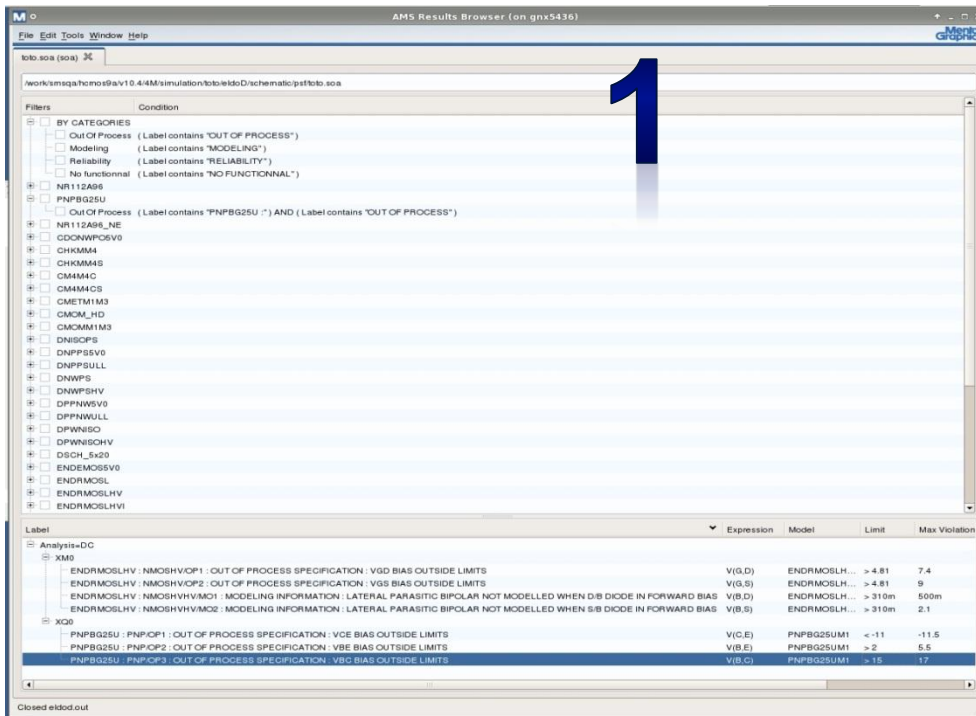 AMS Results Browser (on gnx5436)
File Edit Tools Window Help
Mento
Graphic
toto.soa (soa)
/work/smsqa/hcmos9a/v10.4/4M/simulation/toto/eldoD/schematic/psf/toto.soa
1
Filters Condition
BY CATEGORIES
Out Of Process ( Label contains "OUT OF PROCESS" )
Modeling ( Label contains "MODELING" )
Reliability ( Label contains "RELIABILITY" )
No functionnal ( Label contains "NO FUNCTIONNAL" )
NR112A96
PNPBG25U
Out Of Process ( Label contains "PNPBG25U :" ) AND ( Label contains "OUT OF PROCESS" )
NR112A96_NE
CDONWPO5V0
CHKMM4
CHKMM4S
CM4M4C
CM4M4CS
CMETM1M3
CMOM_HD
CMOMM1M3
DNISOPS
DNPPS5V0
DNPPSULL
DNWPS
DNWPSHV
DPPNW5V0
DPPNWULL
DPWNISO
DPWNISOHV
DSCH_5x20
ENDEMOS5V0
ENDRMOSL
ENDRMOSLHV
ENDRMOSLHVI
Label Expression Model Limit Max Violation
Analysis=DC
XM0
ENDRMOSLHV : NMOSHV/OP1 : OUT OF PROCESS SPECIFICATION : VGD BIAS OUTSIDE LIMITS V(G,D) ENDRMOSLH... > 4.81 7.4
ENDRMOSLHV : NMOSHV/OP2 : OUT OF PROCESS SPECIFICATION : VGS BIAS OUTSIDE LIMITS V(G,S) ENDRMOSLH... > 4.81 9
ENDRMOSLHV : NMOSHVHV/MO1 : MODELING INFORMATION : LATERAL PARASITIC BIPOLAR NOT MODELLED WHEN D/B DIODE IN FORWARD BIAS V(B,D) ENDRMOSLH... > 310m 500m
ENDRMOSLHV : NMOSHVHV/MO2 : MODELING INFORMATION : LATERAL PARASITIC BIPOLAR NOT MODELLED WHEN S/B DIODE IN FORWARD BIAS V(B,S) ENDRMOSLH... > 310m 2.1
XQ0
PNPBG25U : PNP/OP1 : OUT OF PROCESS SPECIFICATION : VCE BIAS OUTSIDE LIMITS V(C,E) PNPBG25UM1 < -11 -11.5
PNPBG25U : PNP/OP2 : OUT OF PROCESS SPECIFICATION : VBE BIAS OUTSIDE LIMITS V(B,E) PNPBG25UM1 > 2 5.5
PNPBG25U : PNP/OP3 : OUT OF PROCESS SPECIFICATION : VBC BIAS OUTSIDE LIMITS V(B,C) PNPBG25UM1 > 15 17
Closed eldod.out